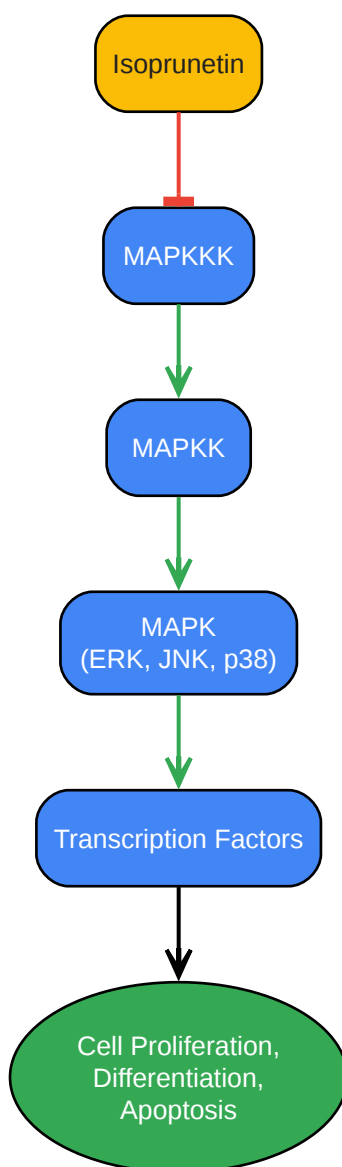 Isoprunetin
MAPKKK
MAPKK
MAPK
(ERK, JNK, p38)
Transcription Factors
Cell Proliferation,
Differentiation,
Apoptosis